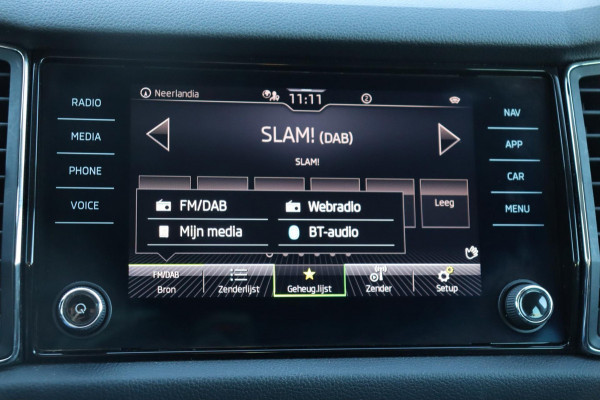 RADIO
MEDIA
PHONE
VOICE
Neerlandia
11:11
SLAM! (DAB)
SLAM!
Leeg
FM/DAB
Webradio
Mijn media
BT-audio
FM/DAB
Bron
Zenderlijst
Geheug.lijst
Zender
Setup
NAV
APP
CAR
MENU